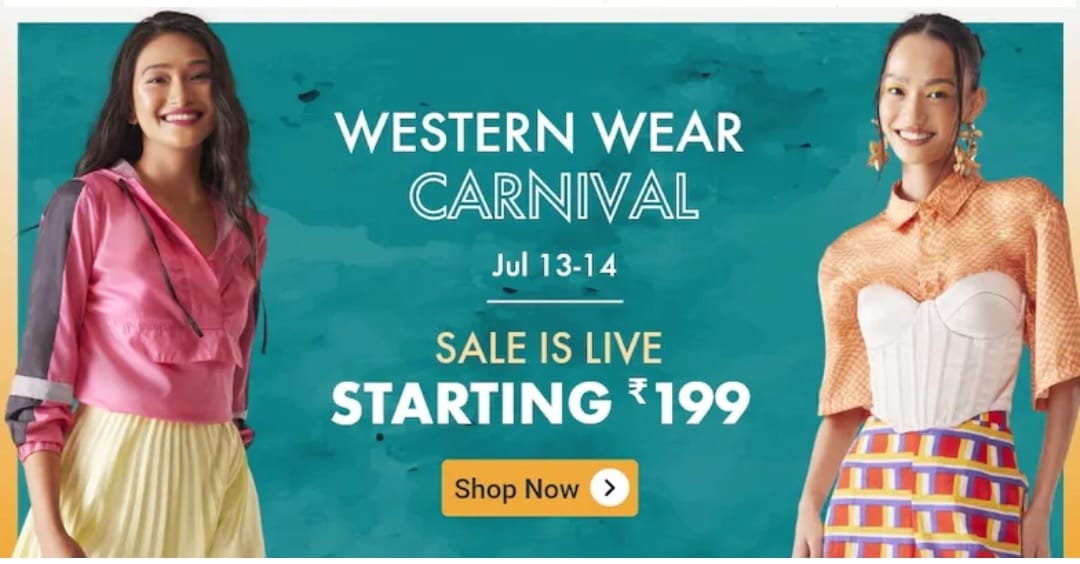 WESTERN WEAR
CARNIVAL
Jul 13-14
SALE IS LIVE
STARTING ₹199
Shop Now